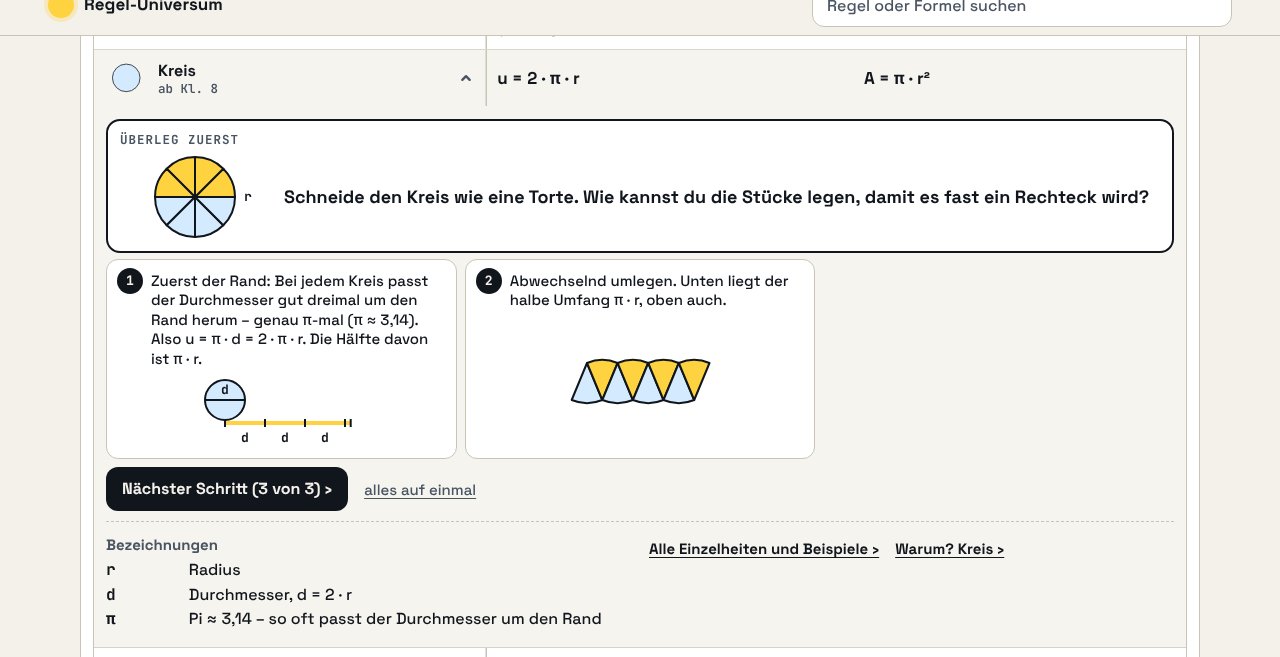 Regel-Universum
Regel oder Formel suchen
Kreis
ab Kl. 8
u = 2 · π · r
A = π · r²
ÜBERLEG ZUERST
r
Schneide den Kreis wie eine Torte. Wie kannst du die Stücke legen, damit es fast ein Rechteck wird?
1
Zuerst der Rand: Bei jedem Kreis passt
der Durchmesser gut dreimal um den
Rand herum – genau π-mal (π ≈ 3,14).
Also u = π · d = 2 · π · r. Die Hälfte davon
ist π · r.
d
d d d
2
Abwechselnd umlegen. Unten liegt der
halbe Umfang π · r, oben auch.
Nächster Schritt (3 von 3) ›
alles auf einmal
Bezeichnungen
r Radius
d Durchmesser, d = 2 · r
π Pi ≈ 3,14 – so oft passt der Durchmesser um den Rand
Alle Einzelheiten und Beispiele ›
Warum? Kreis ›